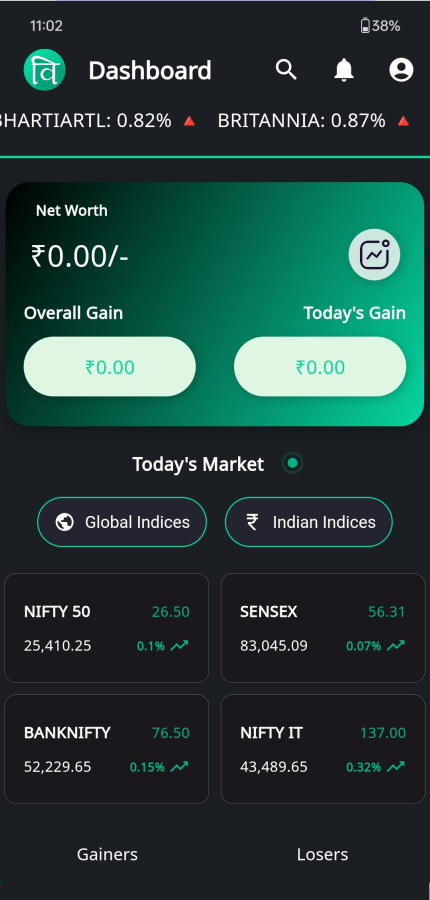 11:02 38%
वि Dashboard
BHARTIARTL: 0.82% BRITANNIA: 0.87%
Net Worth
₹0.00/-
Overall Gain Today's Gain
₹0.00 ₹0.00
Today's Market
Global Indices ₹ Indian Indices
NIFTY 50 26.50 SENSEX 56.31
25,410.25 0.1% 83,045.09 0.07%
BANKNIFTY 76.50 NIFTY IT 137.00
52,229.65 0.15% 43,489.65 0.32%
Gainers Losers